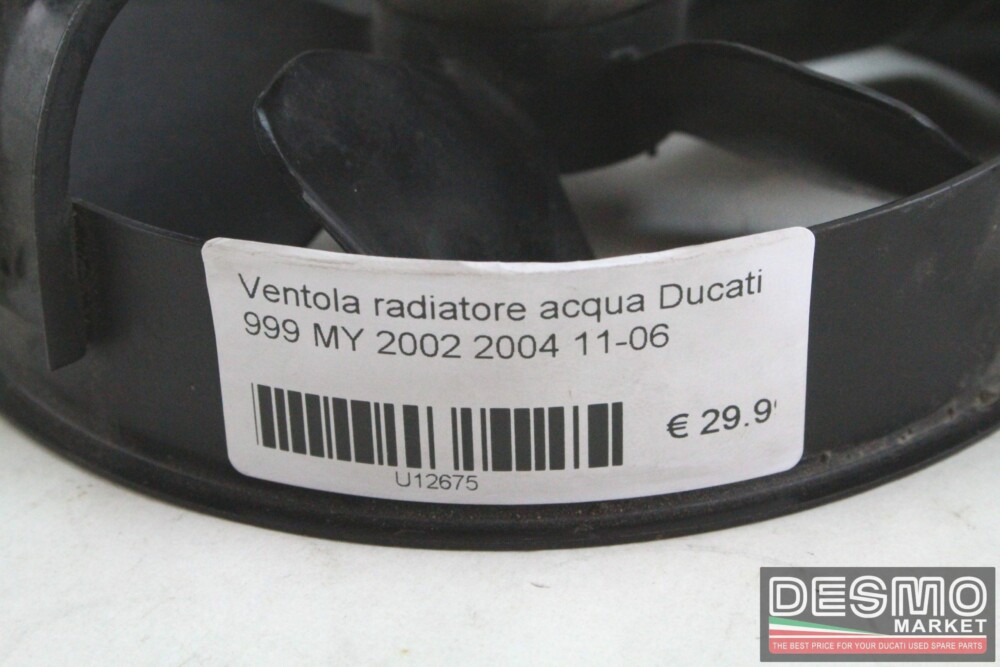 Ventola radiatore acqua Ducati
999 MY 2002 2004 11-06
€ 29.9
U12675
DESMO
MARKET
THE BEST PRICE FOR YOUR DUCATI USED SPARE PARTS